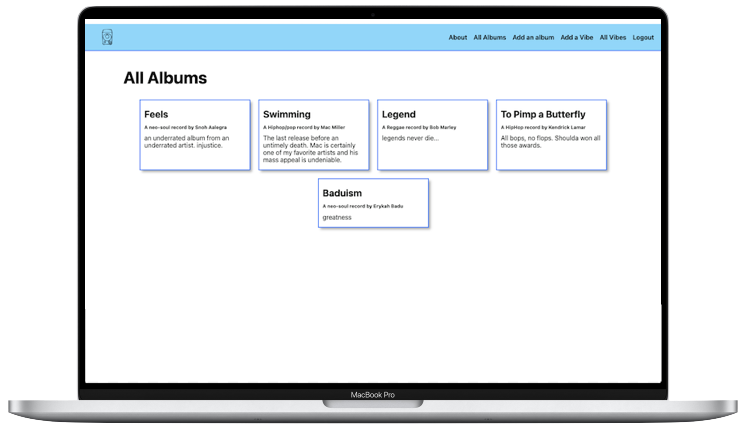 About All Albums Add an album Add a Vibe All Vibes Logout
All Albums
Feels
A neo-soul record by Snoh Aalegra
an underrated album from an
underrated artist. injustice.
Swimming
A Hiphop/pop record by Mac Miller
The last release before an
untimely death. Mac is certainly
one of my favorite artists and his
mass appeal is undeniable.
Legend
A Reggae record by Bob Marley
legends never die...
To Pimp a Butterfly
A HipHop record by Kendrick Lamar
All bops, no flops. Shoulda won all
those awards.
Baduism
A neo-soul record by Erykah Badu
greatness
MacBook Pro